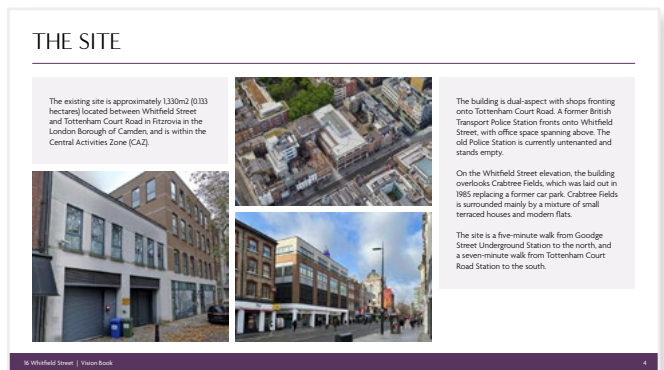 THE SITE
The existing site is approximately 1,330m2 (0.133
hectares) located between Whitfield Street
and Tottenham Court Road in Fitzrovia in the
London Borough of Camden, and is within the
Central Activities Zone (CAZ).
The building is dual-aspect with shops fronting
onto Tottenham Court Road. A former British
Transport Police Station fronts onto Whitfield
Street, with office space spanning above. The
old Police Station is currently untenanted and
stands empty.
On the Whitfield Street elevation, the building
overlooks Crabtree Fields, which was laid out in
1985 replacing a former car park. Crabtree Fields
is surrounded mainly by a mixture of small
terraced houses and modern flats.
The site is a five-minute walk from Goodge
Street Underground Station to the north, and
a seven-minute walk from Tottenham Court
Road Station to the south.
16 Whitfield Street | Vision Book
4